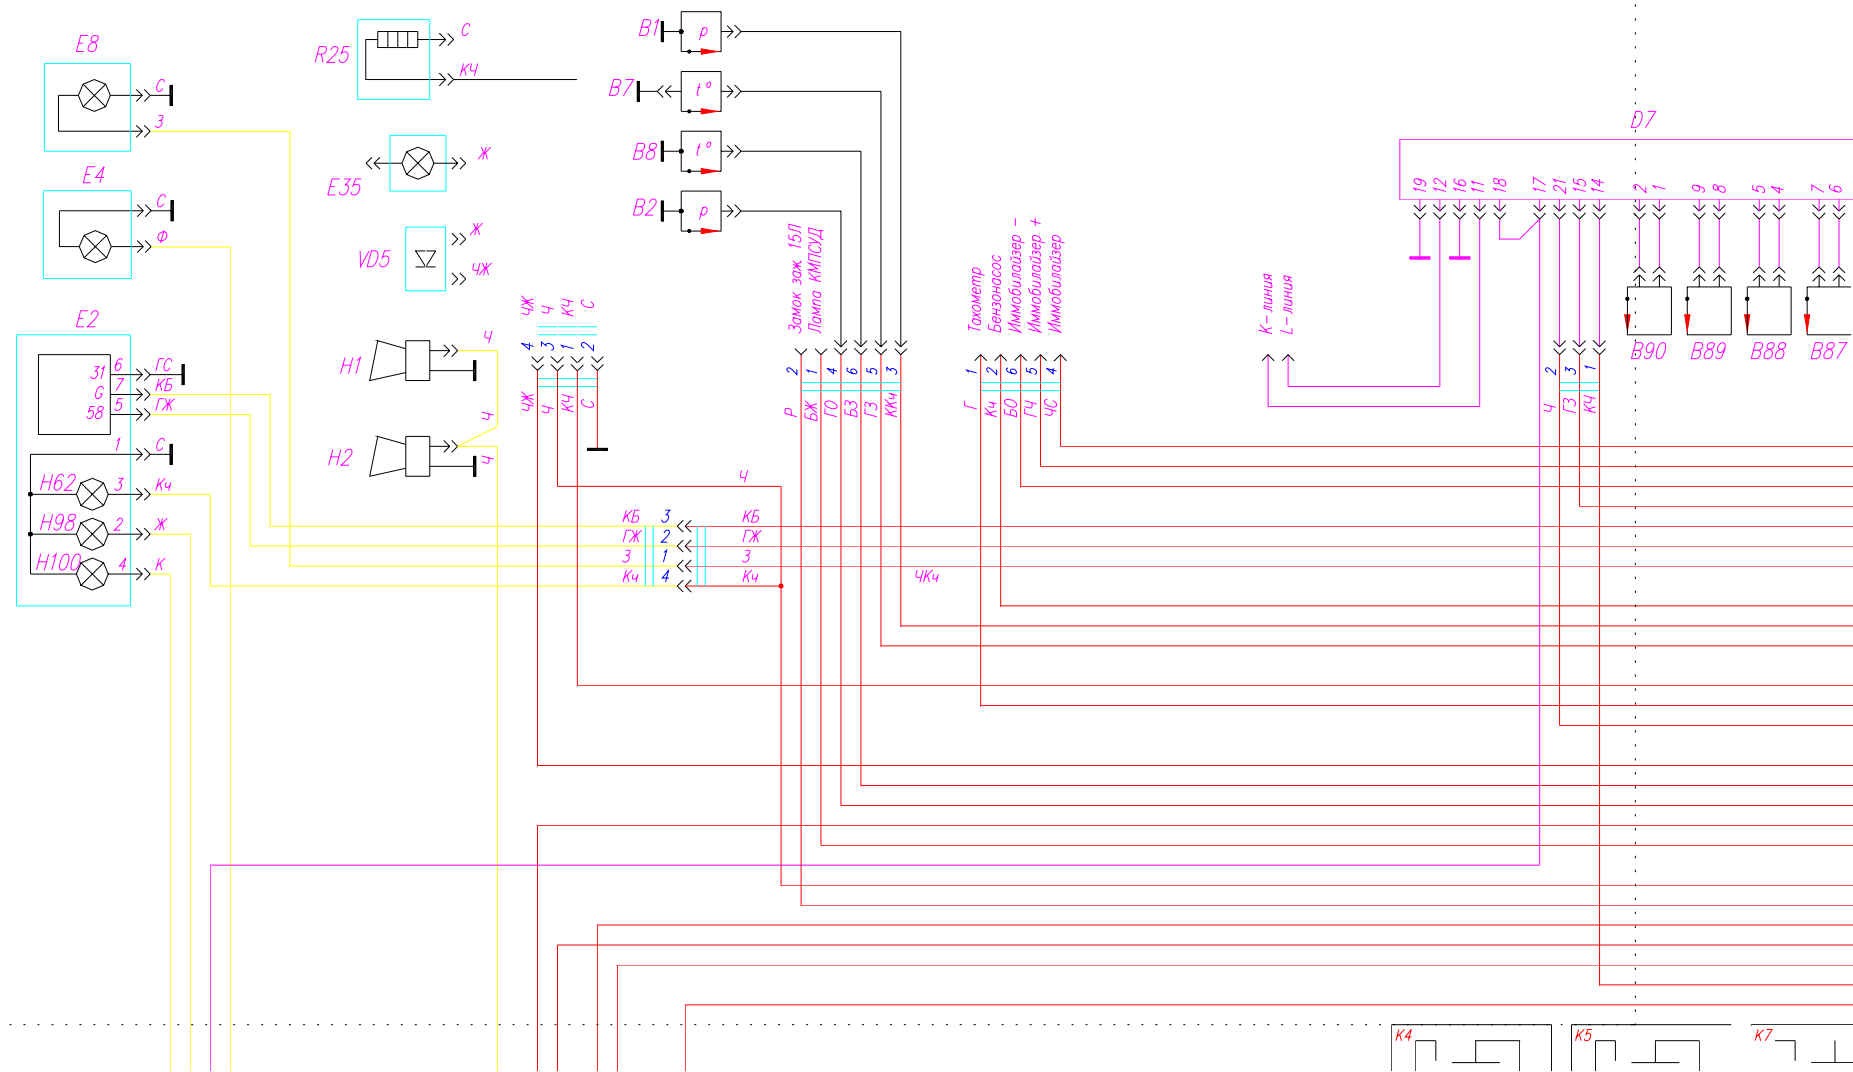 E8
С
З
E4
С
Ф
E2
31
6
ГС
G
7
КБ
58
5
ГЖ
1
С
H62
3
Кч
H98
2
Ж
H100
4
К
R25
С
КЧ
E35
Ж
VD5
Ж
ЧЖ
H1
Ч
Ч
H2
Ч
B1
p
B7
t°
B8
t°
B2
p
ЧЖ
Ч
КЧ
С
4
3
1
2
ЧЖ
Ч
КЧ
С
Ч
КБ 3 КБ
ГЖ 2 ГЖ
З 1 З
Кч 4 Кч
ЧКч
Замок заж. 15Л
Лампа КМПСУД
2
1
4
6
5
3
Р
БЖ
ГО
БЗ
ГЗ
ККч
Тахометр
Бензонасос
Иммобилайзер -
Иммобилайзер +
Иммобилайзер
1
2
6
5
4
Г
Кч
БО
ГЧ
ЧС
К-линия
L-линия
D7
19
12
16
11
18
17
21
15
14
2
1
9
8
5
4
7
6
B90
B89
B88
B87
2
3
1
Ч
ГЗ
КЧ
К4
К5
К7